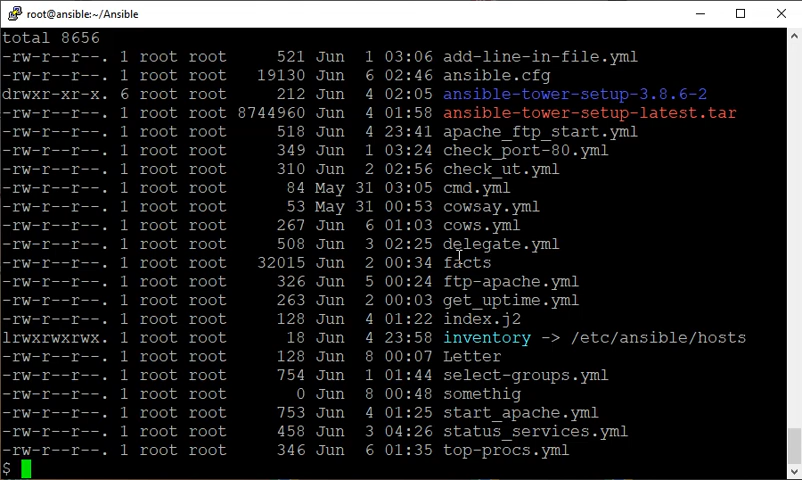 root@ansible:~/Ansible
total 8656
-rw-r--r--. 1 root root 521 Jun 1 03:06 add-line-in-file.yml
-rw-r--r--. 1 root root 19130 Jun 6 02:46 ansible.cfg
drwxr-xr-x. 6 root root 212 Jun 4 02:05 ansible-tower-setup-3.8.6-2
-rw-r--r--. 1 root root 8744960 Jun 4 01:58 ansible-tower-setup-latest.tar
-rw-r--r--. 1 root root 518 Jun 4 23:41 apache_ftp_start.yml
-rw-r--r--. 1 root root 349 Jun 1 03:24 check_port-80.yml
-rw-r--r--. 1 root root 310 Jun 2 02:56 check_ut.yml
-rw-r--r--. 1 root root 84 May 31 03:05 cmd.yml
-rw-r--r--. 1 root root 53 May 31 00:53 cowsay.yml
-rw-r--r--. 1 root root 267 Jun 6 01:03 cows.yml
-rw-r--r--. 1 root root 508 Jun 3 02:25 delegate.yml
-rw-r--r--. 1 root root 32015 Jun 2 00:34 facts
-rw-r--r--. 1 root root 326 Jun 5 00:24 ftp-apache.yml
-rw-r--r--. 1 root root 263 Jun 2 00:03 get_uptime.yml
-rw-r--r--. 1 root root 128 Jun 4 01:22 index.j2
lrwxrwxrwx. 1 root root 18 Jun 4 23:58 inventory -> /etc/ansible/hosts
-rw-r--r--. 1 root root 128 Jun 8 00:07 Letter
-rw-r--r--. 1 root root 754 Jun 1 01:44 select-groups.yml
-rw-r--r--. 1 root root 0 Jun 8 00:48 somethig
-rw-r--r--. 1 root root 753 Jun 4 01:25 start_apache.yml
-rw-r--r--. 1 root root 458 Jun 3 04:26 status_services.yml
-rw-r--r--. 1 root root 346 Jun 6 01:35 top-procs.yml
$